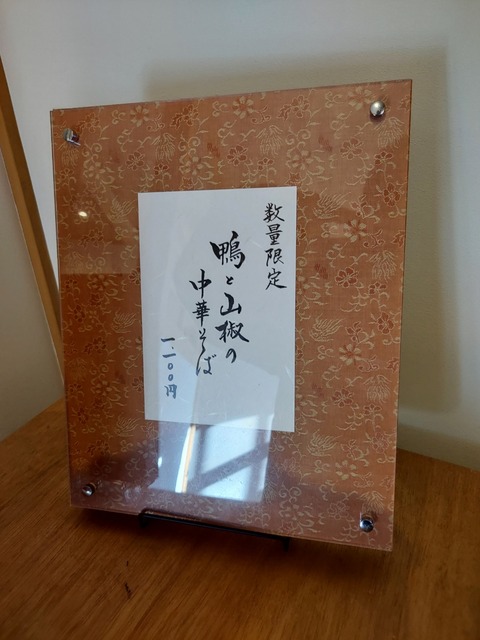 数量限定
鴨と山椒の
中華そば
一、二〇〇円